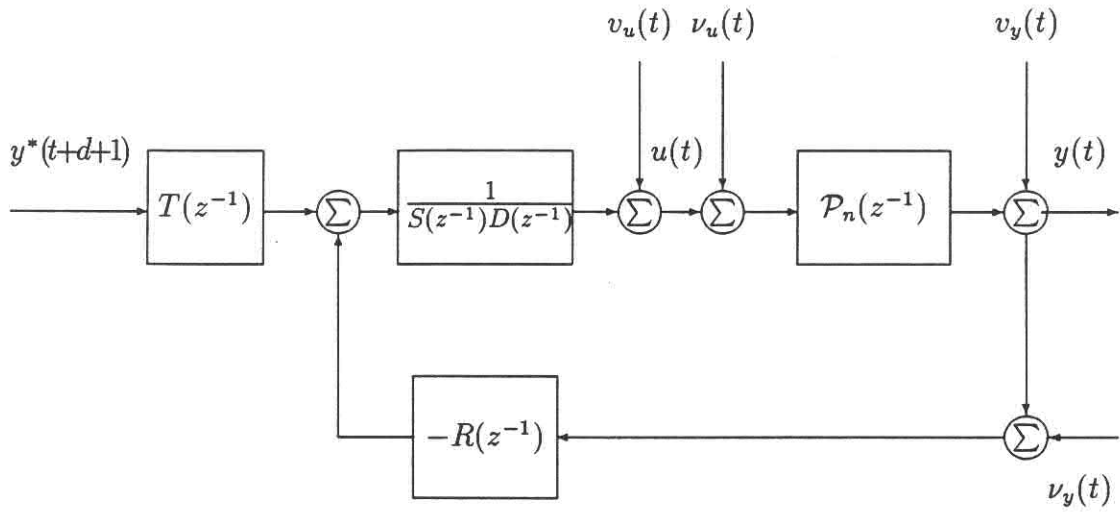 v_u(t) ν_u(t) v_y(t)
y*(t+d+1) u(t) y(t)
T(z⁻¹) Σ 1/S(z⁻¹)D(z⁻¹) Σ Σ 𝒫_n(z⁻¹) Σ
−R(z⁻¹) Σ
ν_y(t)